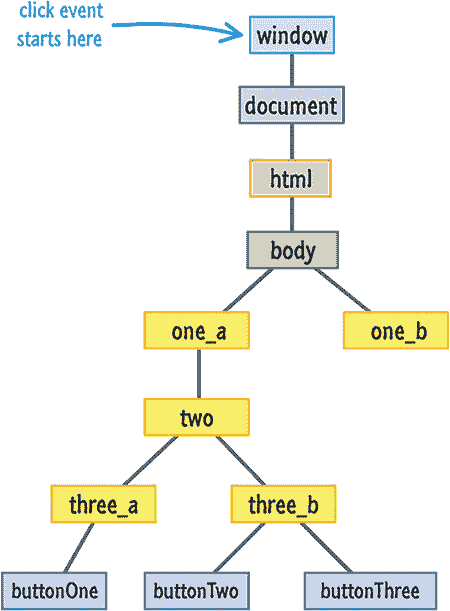 click event
starts here
window
document
html
body
one_a
one_b
two
three_a
three_b
buttonOne
buttonTwo
buttonThree